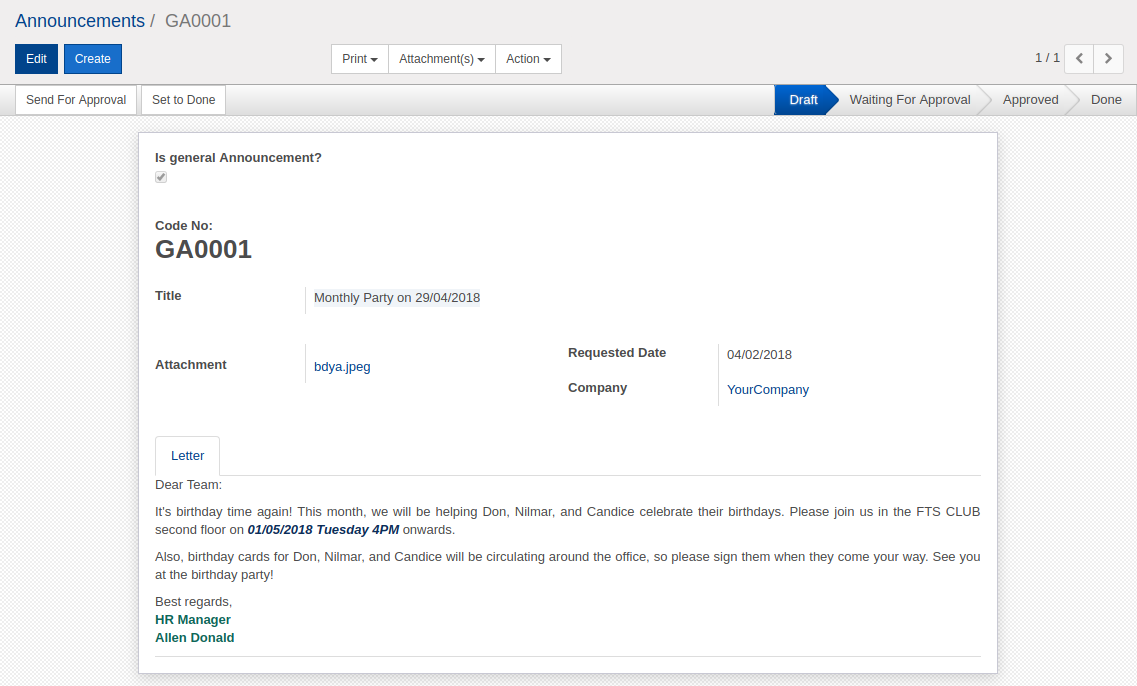 Announcements / GA0001
Edit Create Print Attachment(s) Action 1 / 1
Send For Approval Set to Done Draft Waiting For Approval Approved Done
Is general Announcement?
Code No:
GA0001
Title Monthly Party on 29/04/2018
Requested Date 04/02/2018
Attachment bdya.jpeg
Company YourCompany
Letter
Dear Team:
It's birthday time again! This month, we will be helping Don, Nilmar, and Candice celebrate their birthdays. Please join us in the FTS CLUB
second floor on 01/05/2018 Tuesday 4PM onwards.
Also, birthday cards for Don, Nilmar, and Candice will be circulating around the office, so please sign them when they come your way. See you
at the birthday party!
Best regards,
HR Manager
Allen Donald